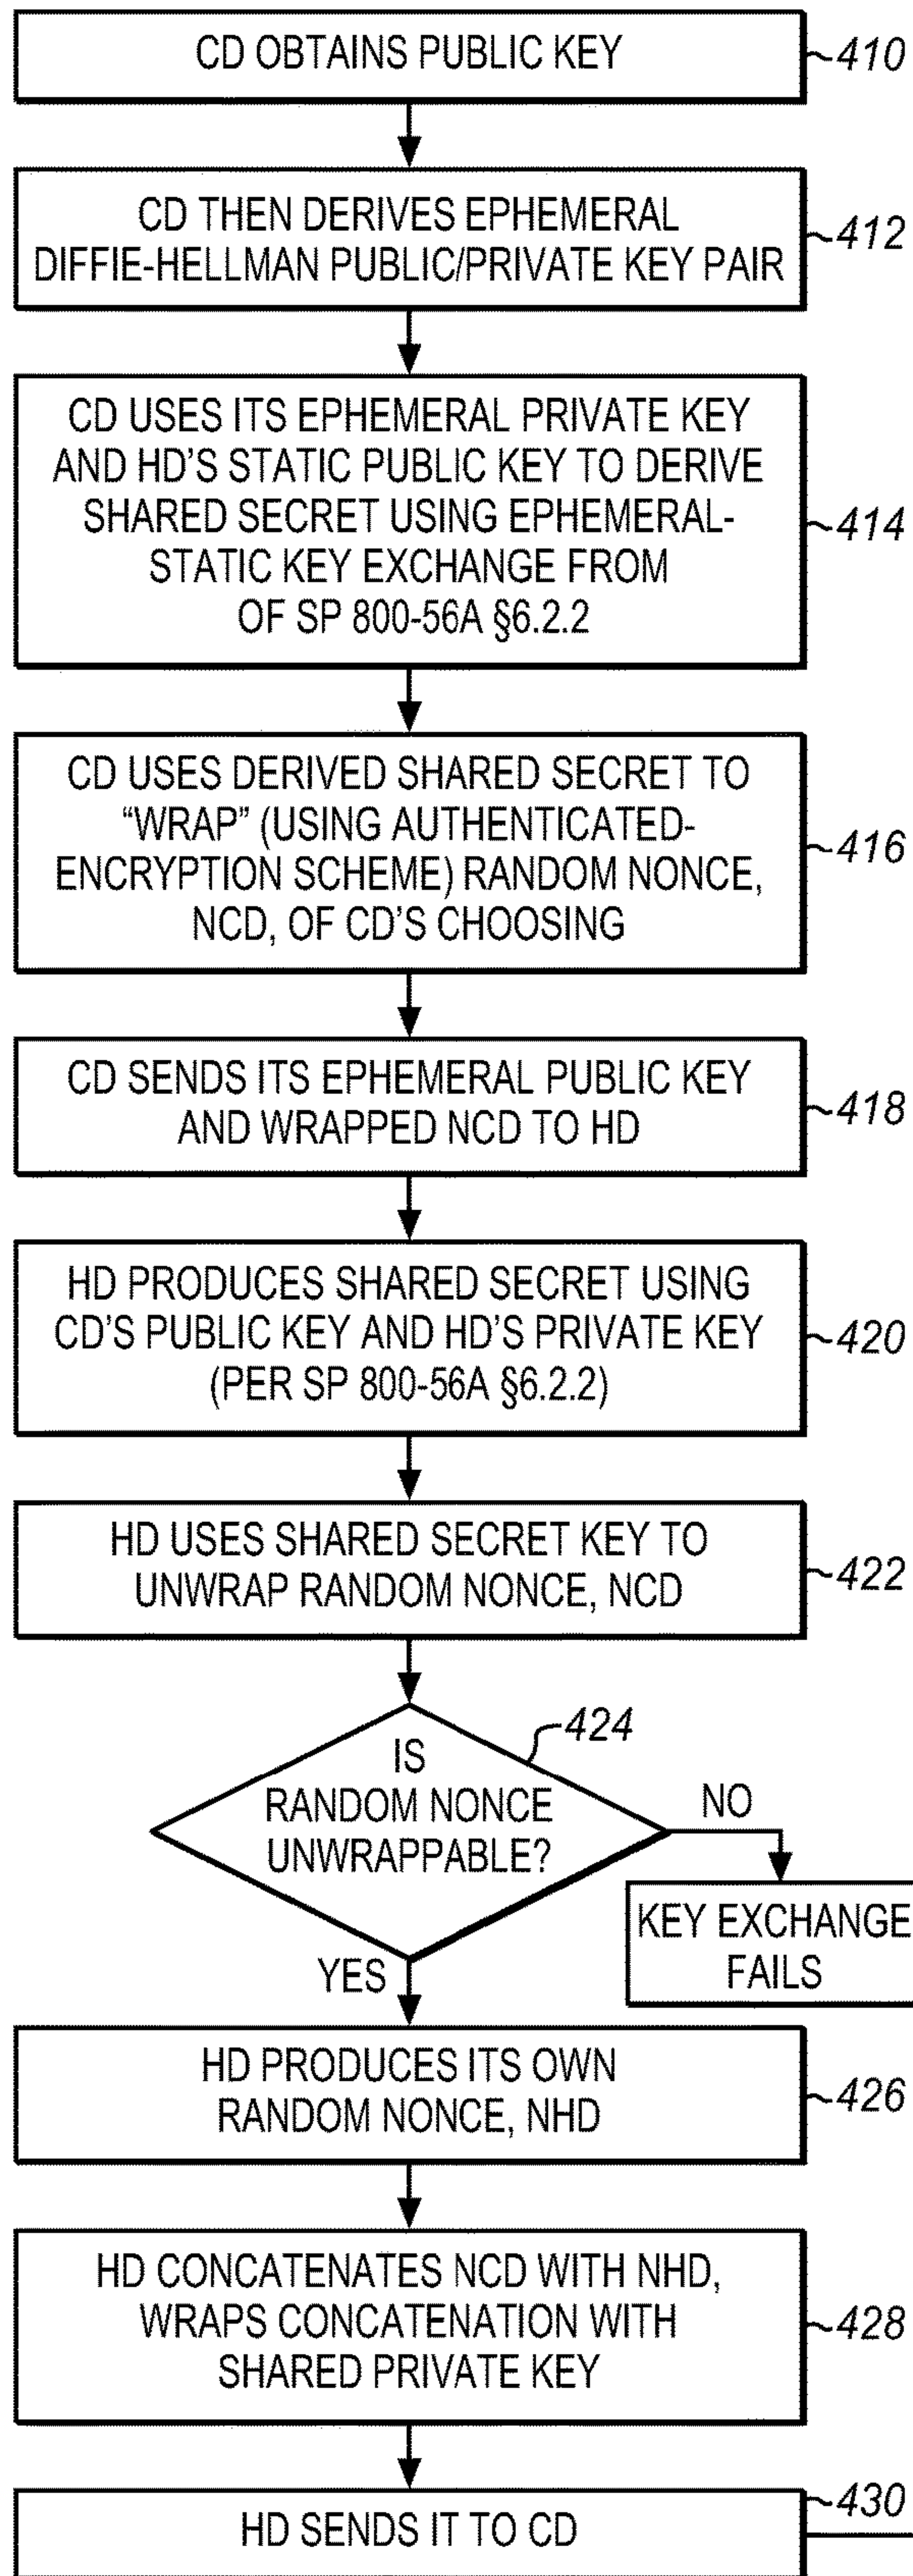 CD OBTAINS PUBLIC KEY
410
CD THEN DERIVES EPHEMERAL
DIFFIE-HELLMAN PUBLIC/PRIVATE KEY PAIR
412
CD USES ITS EPHEMERAL PRIVATE KEY
AND HD'S STATIC PUBLIC KEY TO DERIVE
SHARED SECRET USING EPHEMERAL-
STATIC KEY EXCHANGE FROM
OF SP 800-56A §6.2.2
414
CD USES DERIVED SHARED SECRET TO
“WRAP” (USING AUTHENTICATED-
ENCRYPTION SCHEME) RANDOM NONCE,
NCD, OF CD'S CHOOSING
416
CD SENDS ITS EPHEMERAL PUBLIC KEY
AND WRAPPED NCD TO HD
418
HD PRODUCES SHARED SECRET USING
CD'S PUBLIC KEY AND HD'S PRIVATE KEY
(PER SP 800-56A §6.2.2)
420
HD USES SHARED SECRET KEY TO
UNWRAP RANDOM NONCE, NCD
422
IS
RANDOM NONCE
UNWRAPPABLE?
424
NO
KEY EXCHANGE
FAILS
YES
HD PRODUCES ITS OWN
RANDOM NONCE, NHD
426
HD CONCATENATES NCD WITH NHD,
WRAPS CONCATENATION WITH
SHARED PRIVATE KEY
428
HD SENDS IT TO CD
430